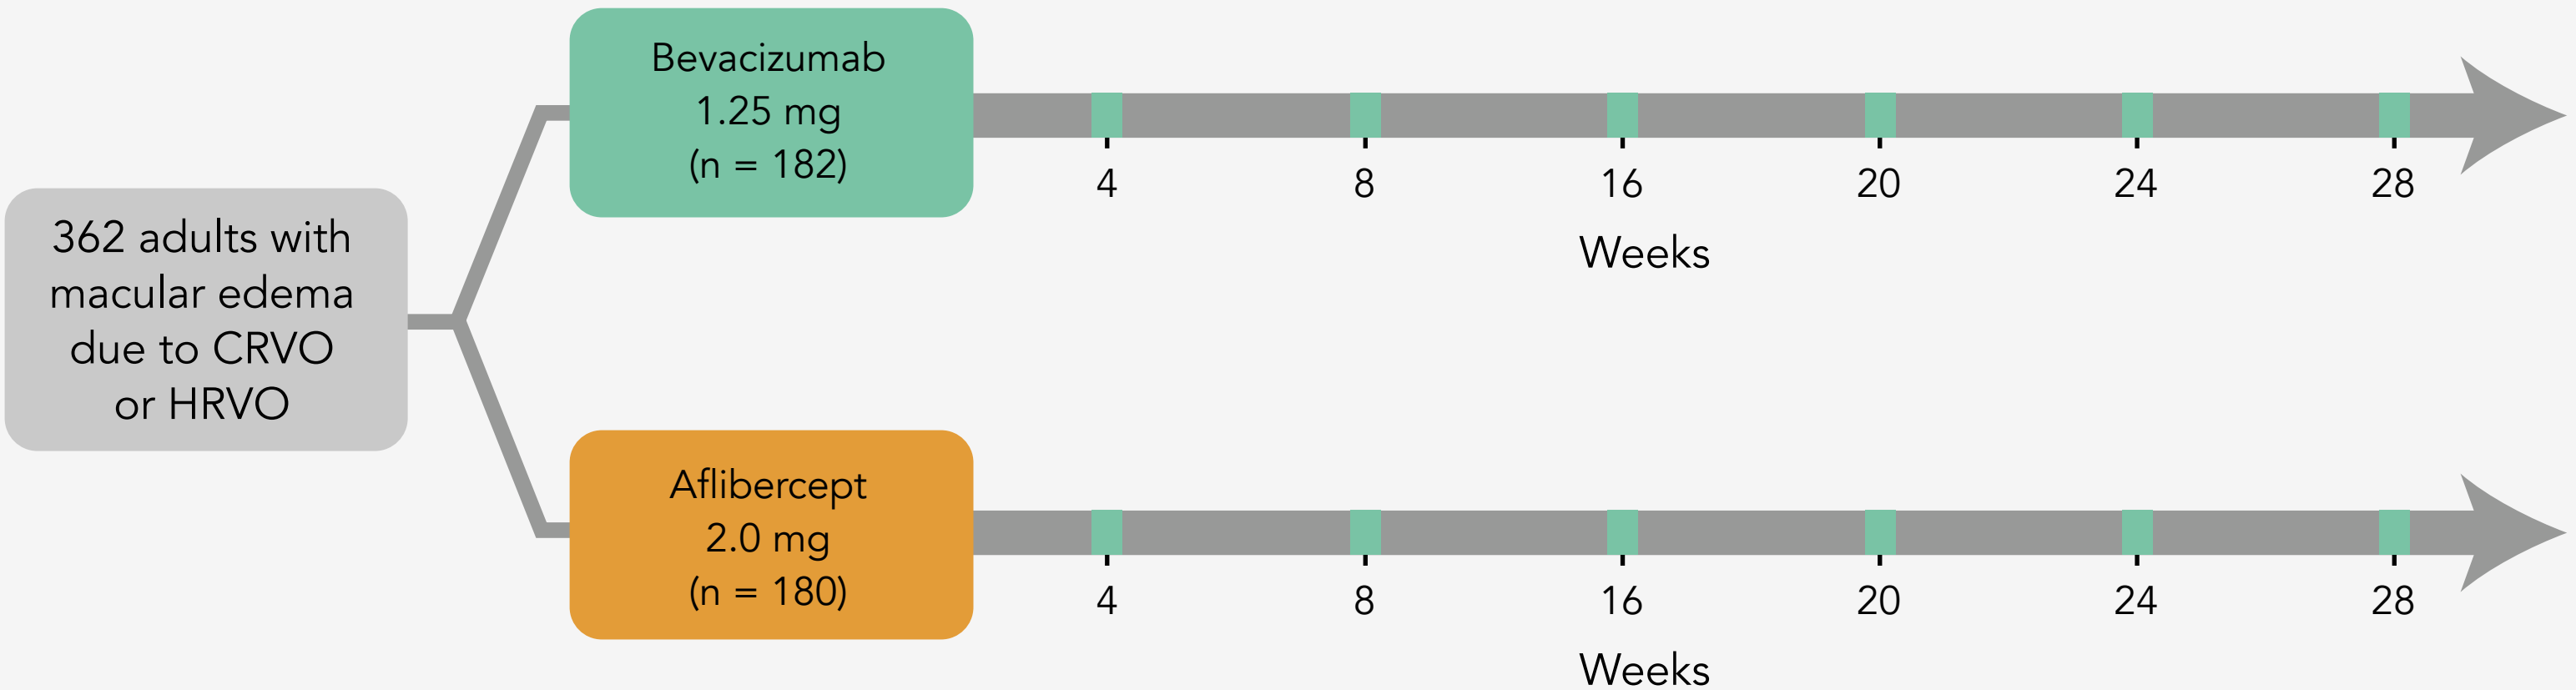 362 adults with
macular edema
due to CRVO
or HRVO
Bevacizumab
1.25 mg
(n = 182)
4 8 16 20 24 28
Weeks
Aflibercept
2.0 mg
(n = 180)
4 8 16 20 24 28
Weeks